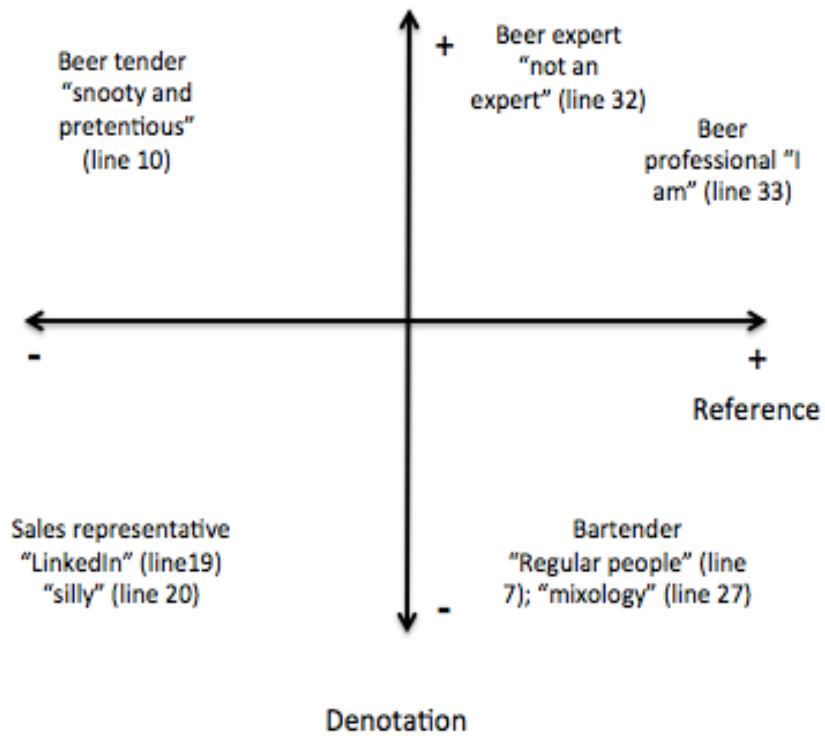 Beer tender
“snooty and
pretentious”
(line 10)
+
Beer expert
“not an
expert” (line 32)
Beer
professional “I
am” (line 33)
-
+
Reference
Sales representative
“LinkedIn” (line19)
“silly” (line 20)
Bartender
“Regular people” (line
7); “mixology” (line 27)
-
Denotation